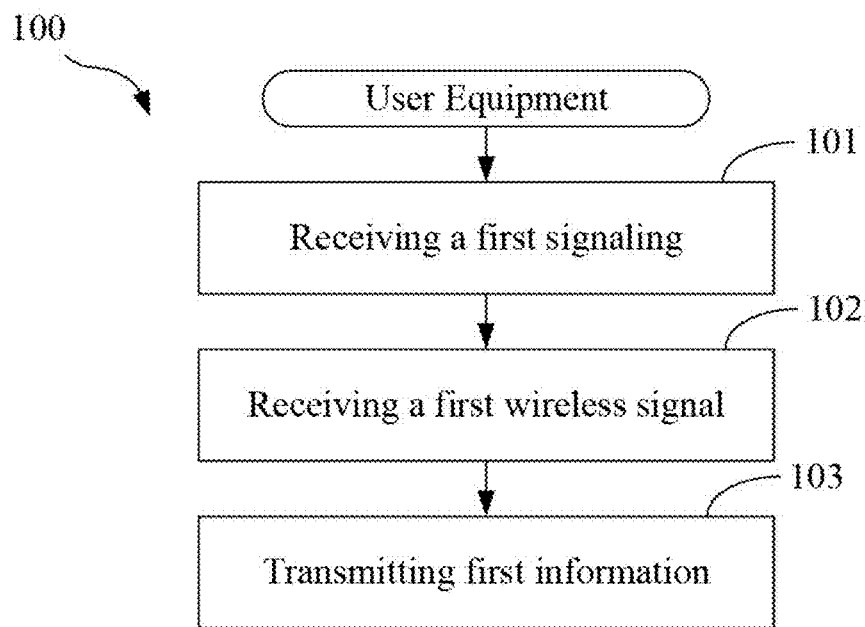 100
User Equipment
101
Receiving a first signaling
102
Receiving a first wireless signal
103
Transmitting first information